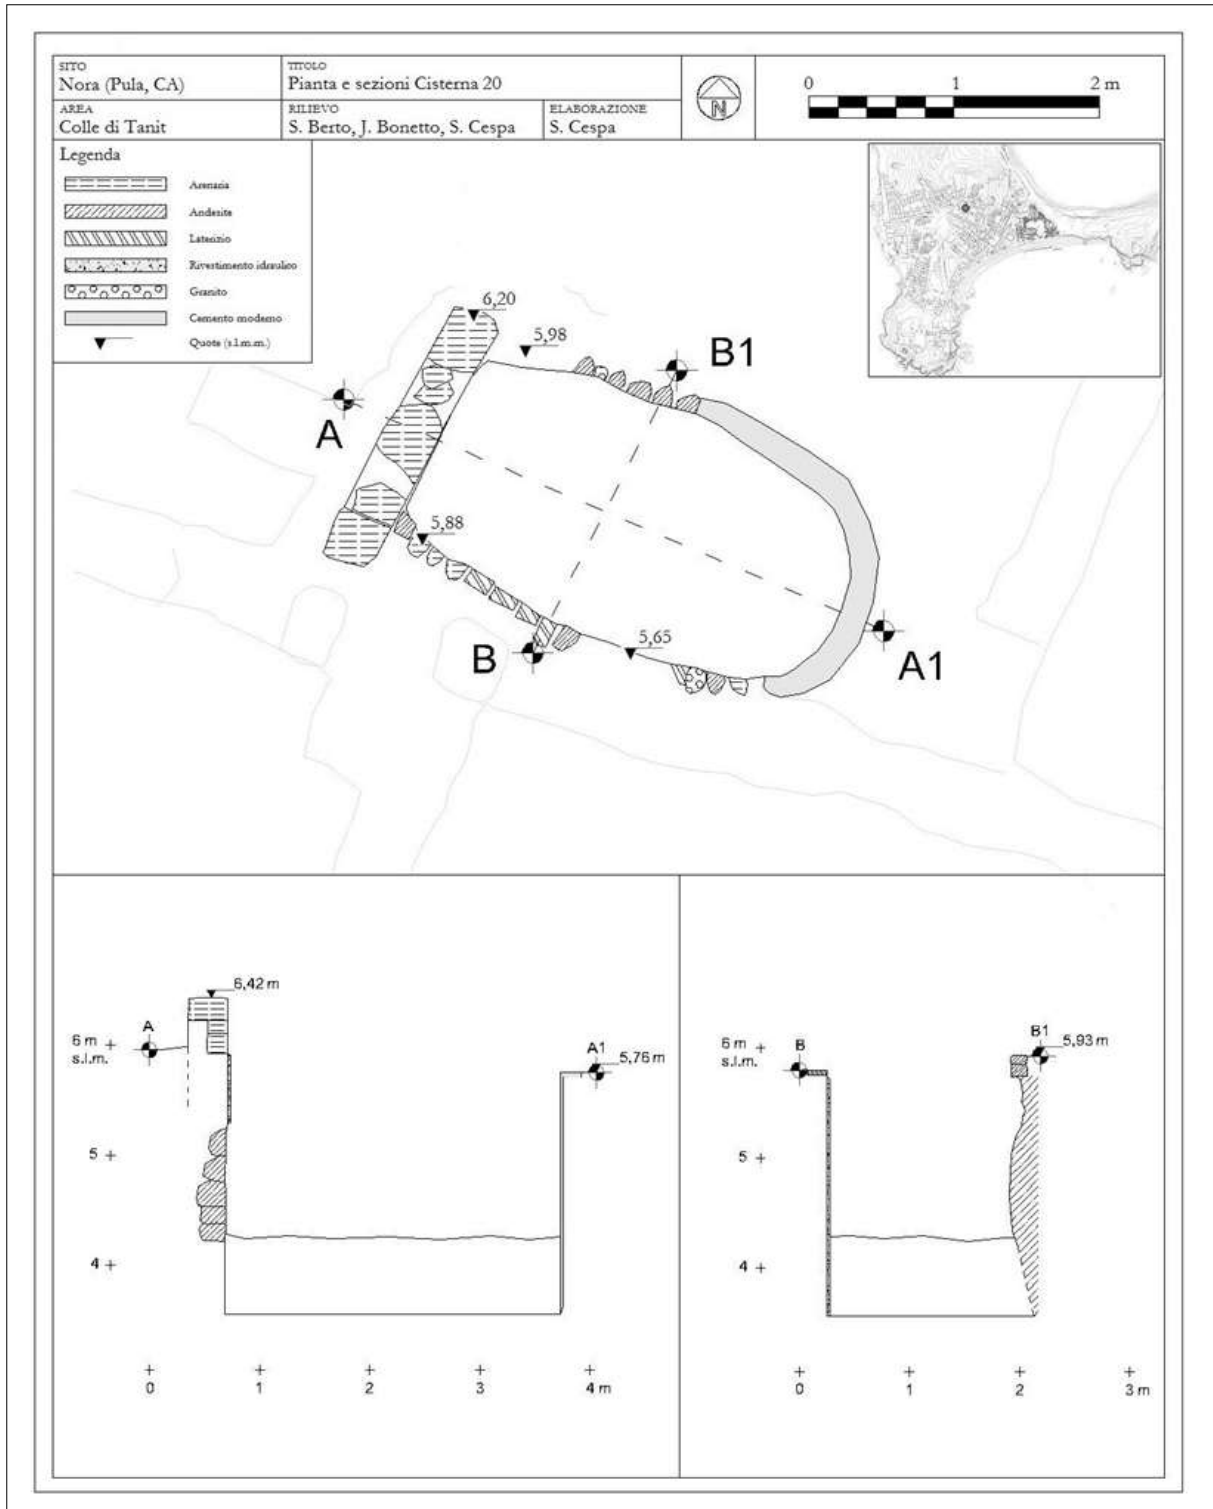 SITO
Nora (Pula, CA)
TITOLO
Pianta e sezioni Cisterna 20
AREA
Colle di Tanit
RILIEVO
S. Berto, J. Bonetto, S. Cespa
ELABORAZIONE
S. Cespa
N
0 1 2 m
Legenda
Arenaria
Andesite
Laterizio
Rivestimento idraulico
Granito
Cemento moderno
Quote (s.l.m.m.)
6,20
5,98
B1
A
5,88
B
5,65
A1
6,42 m
A
6 m
s.l.m.
A1
5,76 m
5
4
0 1 2 3 4 m
B1
6 m
s.l.m.
B
5,93 m
5
4
0 1 2 3 m